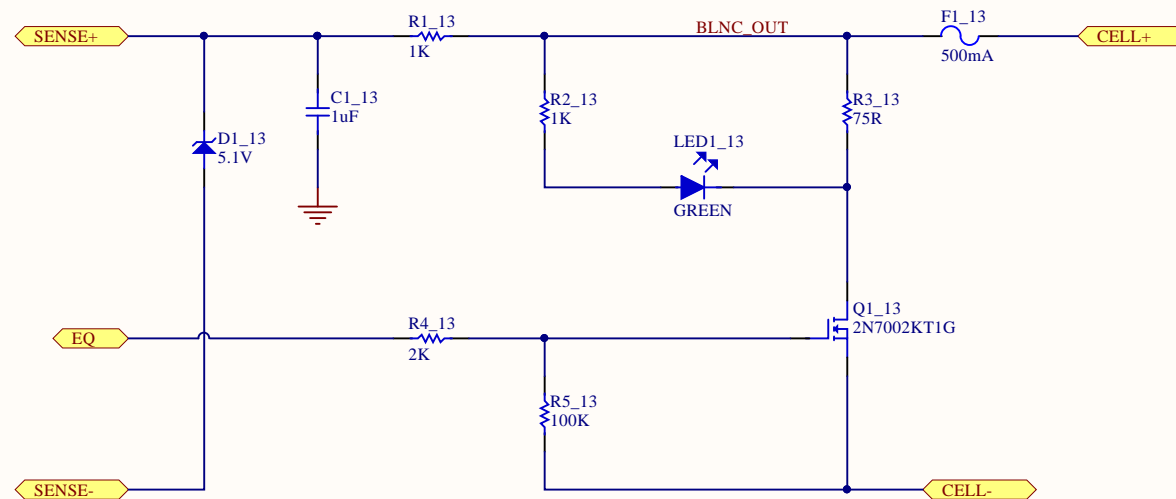 R1_13
1K
SENSE+
BLNC_OUT
F1_13
500mA
CELL+
C1_13
1uF
R2_13
1K
R3_13
75R
D1_13
5.1V
LED1_13
GREEN
Q1_13
2N7002KT1G
EQ
R4_13
2K
R5_13
100K
SENSE-
CELL-